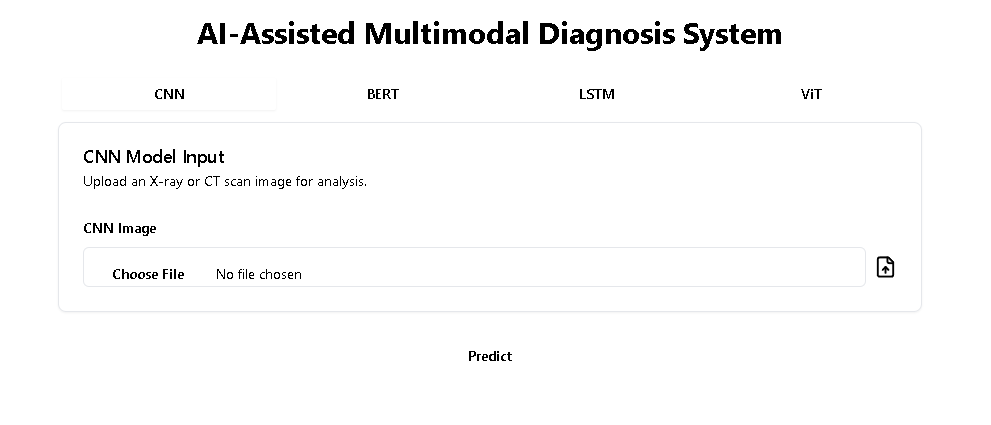 AI-Assisted Multimodal Diagnosis System
CNN BERT LSTM ViT
CNN Model Input
Upload an X-ray or CT scan image for analysis.
CNN Image
Choose File No file chosen
Predict